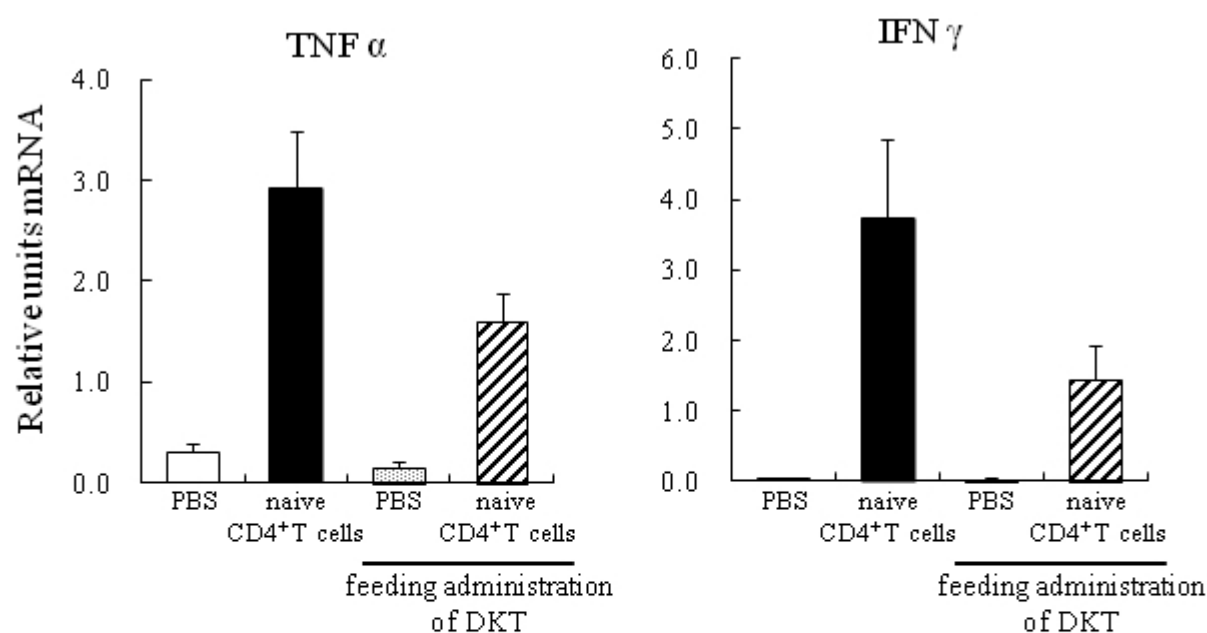 TNF α
Relative units mRNA
4.0
3.0
2.0
1.0
0.0
PBS
naive
CD4⁺T cells
PBS
naive
CD4⁺T cells
feeding administration
of DKT
IFN γ
6.0
5.0
4.0
3.0
2.0
1.0
0.0
PBS
naive
CD4⁺T cells
PBS
naive
CD4⁺T cells
feeding administration
of DKT